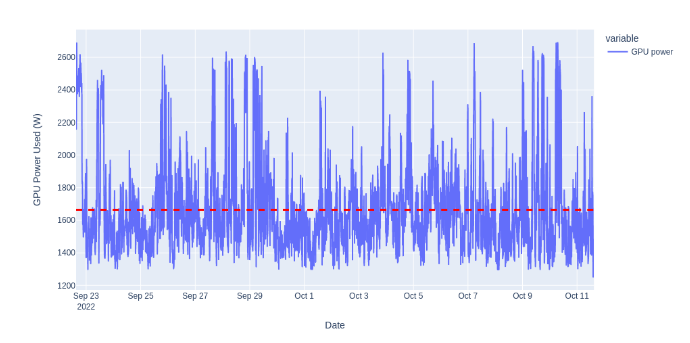 variable
GPU power
GPU Power Used (W)
2600
2400
2200
2000
1800
1600
1400
1200
Sep 23
2022
Sep 25
Sep 27
Sep 29
Oct 1
Oct 3
Oct 5
Oct 7
Oct 9
Oct 11
Date